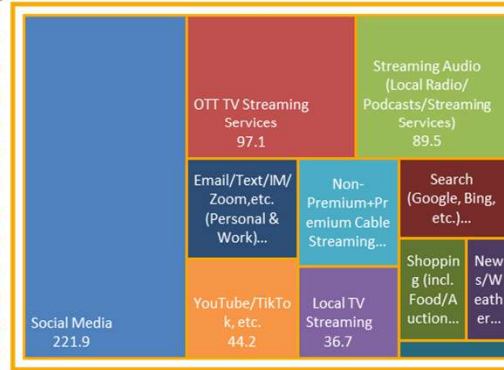 Social Media
221.9
OTT TV Streaming
Services
97.1
Streaming Audio
(Local Radio/
Podcasts/Streaming
Services)
89.5
Email/Text/IM/
Zoom,etc.
(Personal &
Work)...
Non-
Premium+Pr
emium Cable
Streaming...
Search
(Google, Bing,
etc.)...
YouTube/TikTo
k, etc.
44.2
Local TV
Streaming
36.7
Shoppin
g (incl.
Food/A
uction...
New
s/W
eath
er...